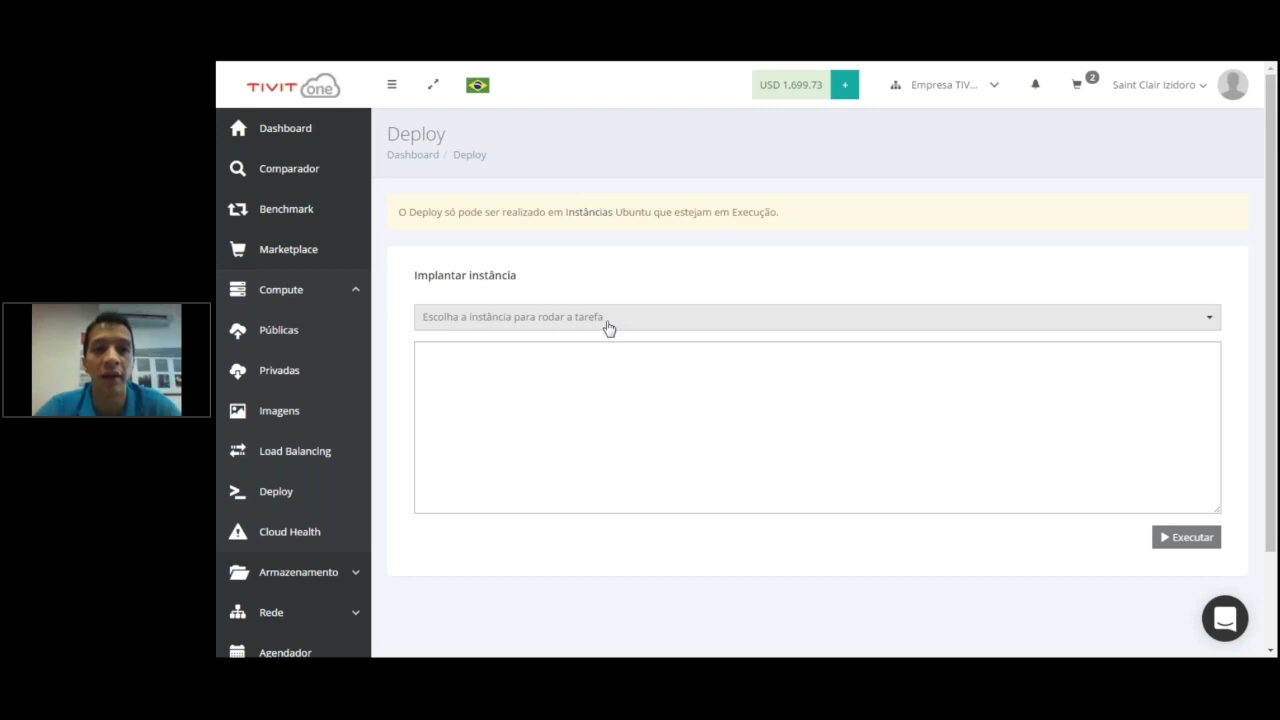 TIVIT one
USD 1,699.73
+
Empresa TIV...
2
Saint Clair Izidoro
Dashboard
Comparador
Benchmark
Marketplace
Compute
Públicas
Privadas
Imagens
Load Balancing
Deploy
Cloud Health
Armazenamento
Rede
Agendador
Deploy
Dashboard / Deploy
O Deploy só pode ser realizado em Instâncias Ubuntu que estejam em Execução.
Implantar instância
Escolha a instância para rodar a tarefa
Executar